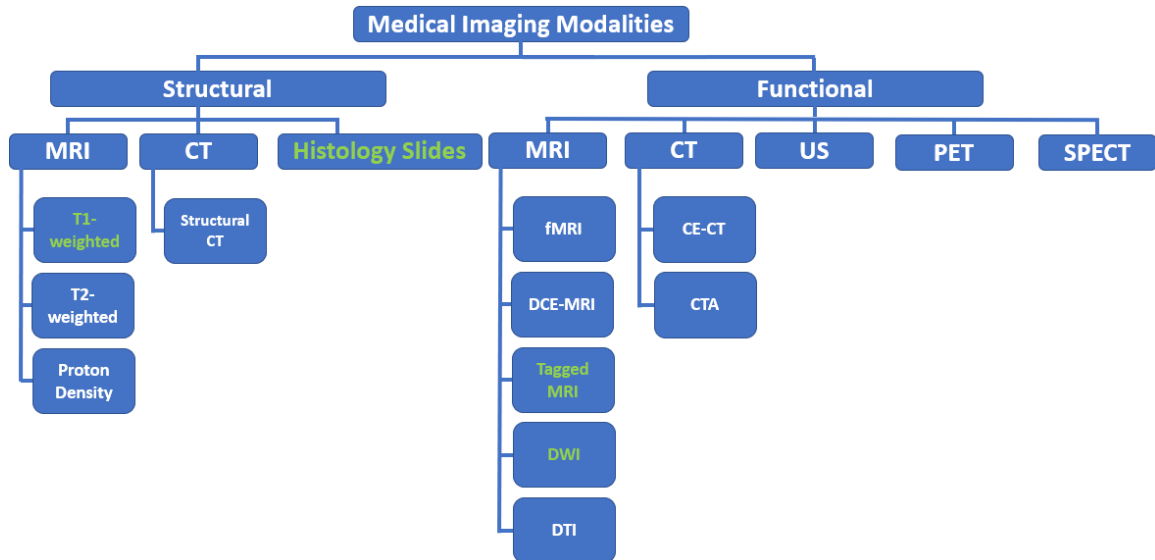 Medical Imaging Modalities
Structural
Functional
MRI
CT
Histology Slides
MRI
CT
US
PET
SPECT
T1-
weighted
Structural
CT
fMRI
CE-CT
T2-
weighted
DCE-MRI
CTA
Proton
Density
Tagged
MRI
DWI
DTI